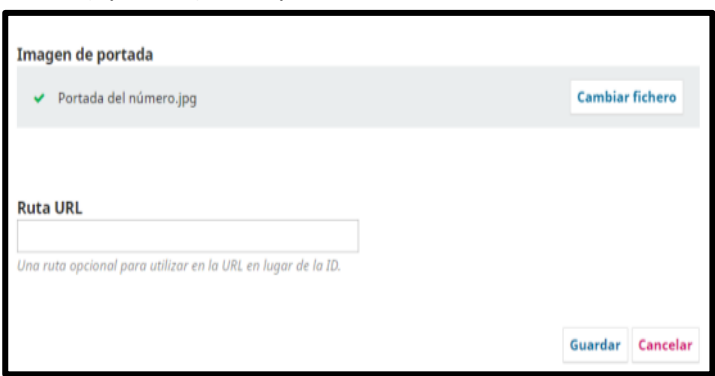 Imagen de portada
Portada del número.jpg
Cambiar fichero
Ruta URL
Una ruta opcional para utilizar en la URL en lugar de la ID.
Guardar
Cancelar